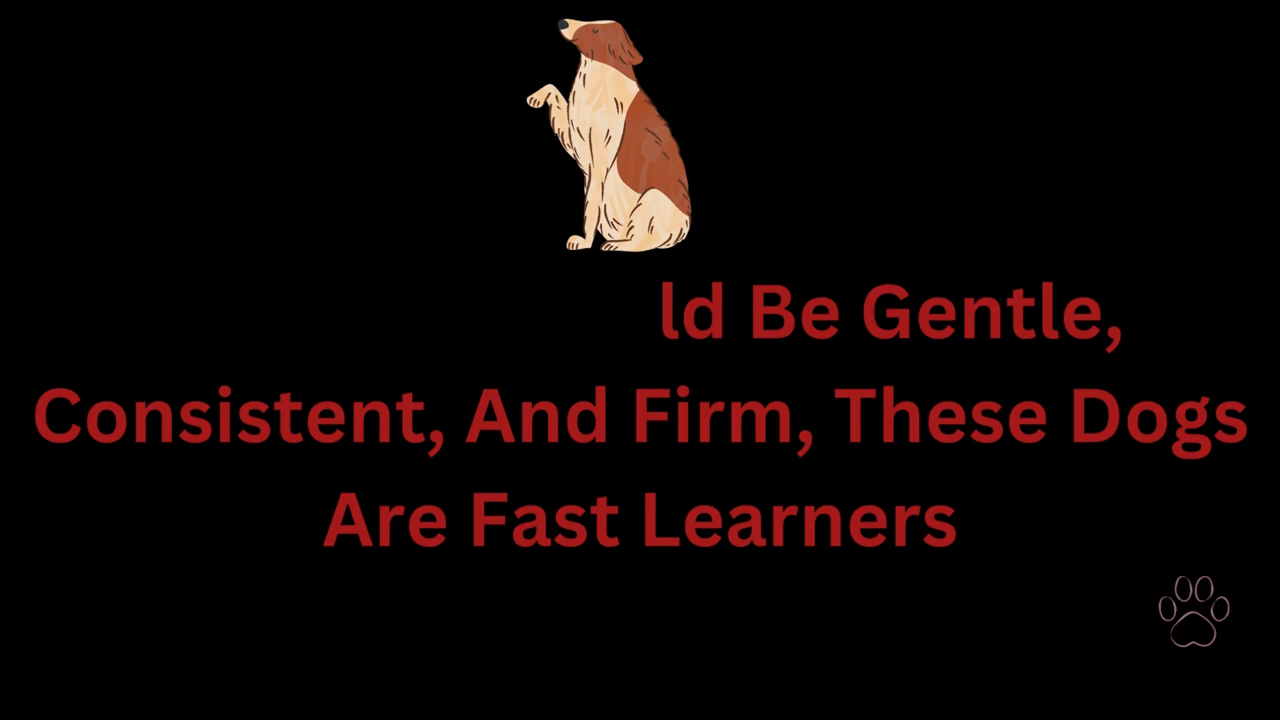 ld Be Gentle,
Consistent, And Firm, These Dogs
Are Fast Learners